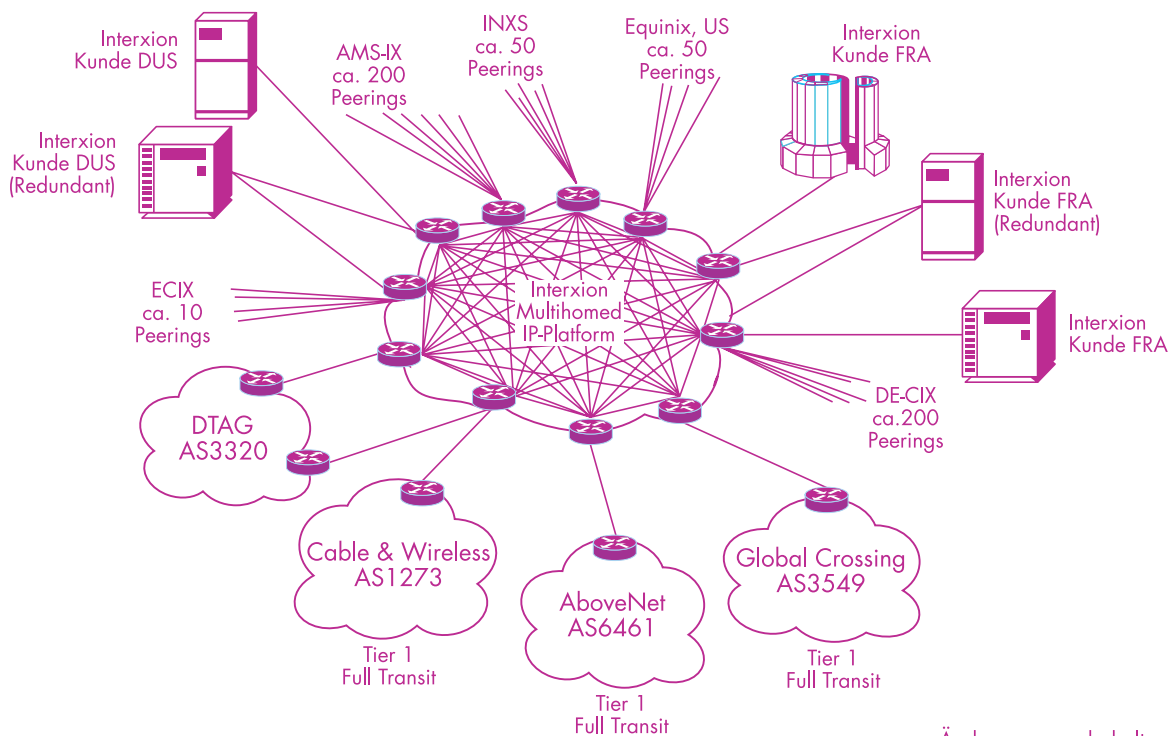 Interxion
Kunde DUS
AMS-IX
ca. 200
Peerings
INXS
ca. 50
Peerings
Equinix, US
ca. 50
Peerings
Interxion
Kunde FRA
Interxion
Kunde DUS
(Redundant)
Interxion
Kunde FRA
(Redundant)
ECIX
ca. 10
Peerings
Interxion
Multihomed
IP-Platform
Interxion
Kunde FRA
DE-CIX
ca.200
Peerings
DTAG
AS3320
Cable & Wireless
AS1273
Tier 1
Full Transit
AboveNet
AS6461
Tier 1
Full Transit
Global Crossing
AS3549
Tier 1
Full Transit